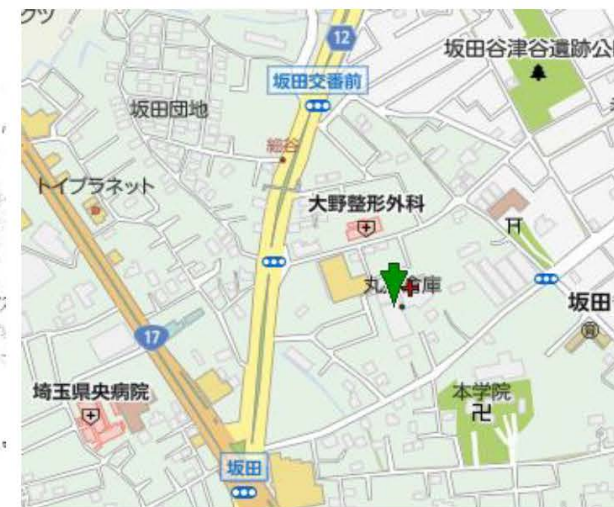 12
坂田谷津谷遺跡公
坂田交番前
坂田団地
細谷
トイプラネット
大野整形外科
倉庫
坂田
17
埼玉県央病院
本学院
坂田